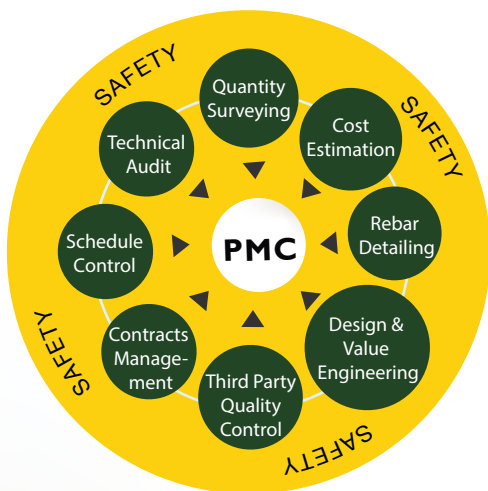 SAFETY
SAFETY
Quantity
Surveying
Cost
Estimation
Rebar
Detailing
Design &
Value
Engineering
Third Party
Quality
Control
Contracts
Manage-
ment
Schedule
Control
Technical
Audit
PMC
SAFETY
SAFETY